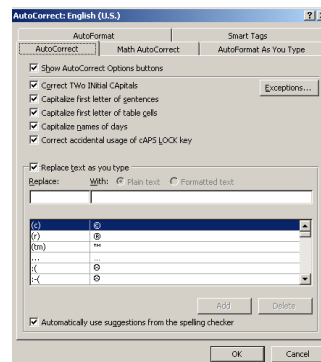 AutoCorrect: English (U.S.)
AutoFormat Smart Tags
AutoCorrect Math AutoCorrect AutoFormat As You Type
Show AutoCorrect Options buttons
Correct TWo INitial CApitals
Exceptions...
Capitalize first letter of sentences
Capitalize first letter of table cells
Capitalize names of days
Correct accidental usage of cAPS LOCK key
Replace text as you type
Replace: With: Plain text Formatted text
(c) ©
(r) ®
(tm) ™
... …
:( ☹
:-( ☹
Add Delete
Automatically use suggestions from the spelling checker
OK Cancel